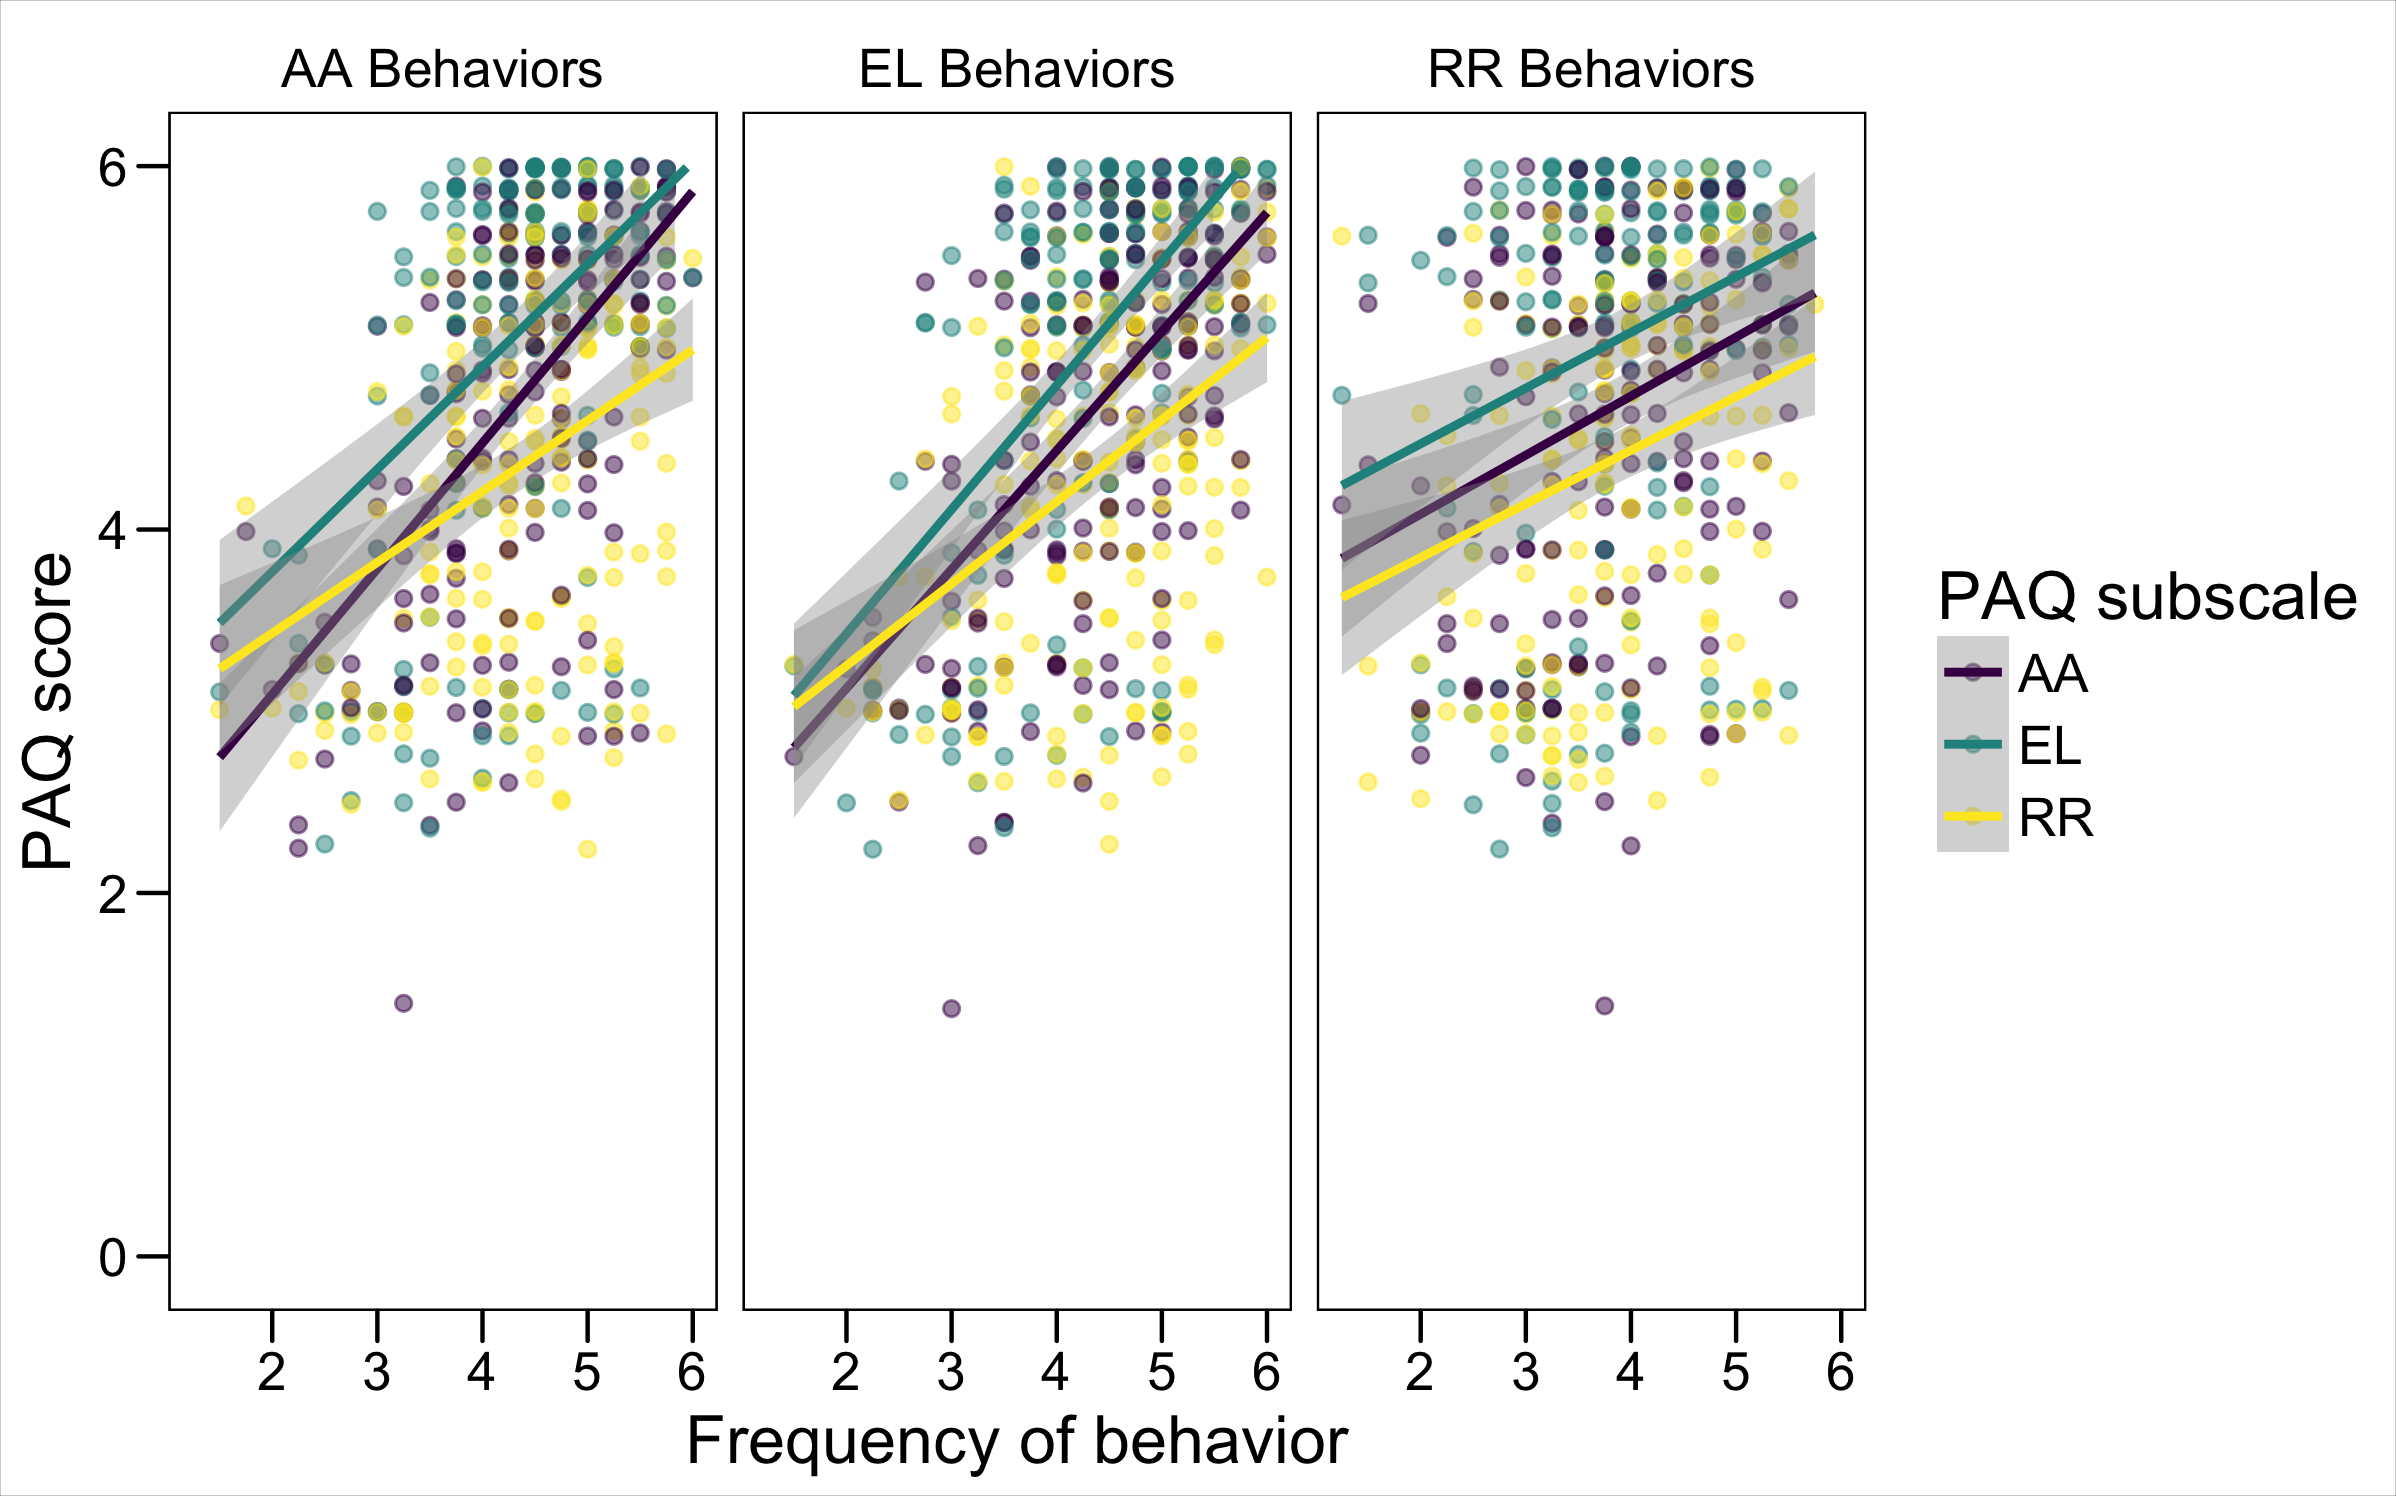 AA Behaviors EL Behaviors RR Behaviors
6
4
2
0
PAQ score
2 3 4 5 6 2 3 4 5 6 2 3 4 5 6
Frequency of behavior
PAQ subscale
AA
EL
RR